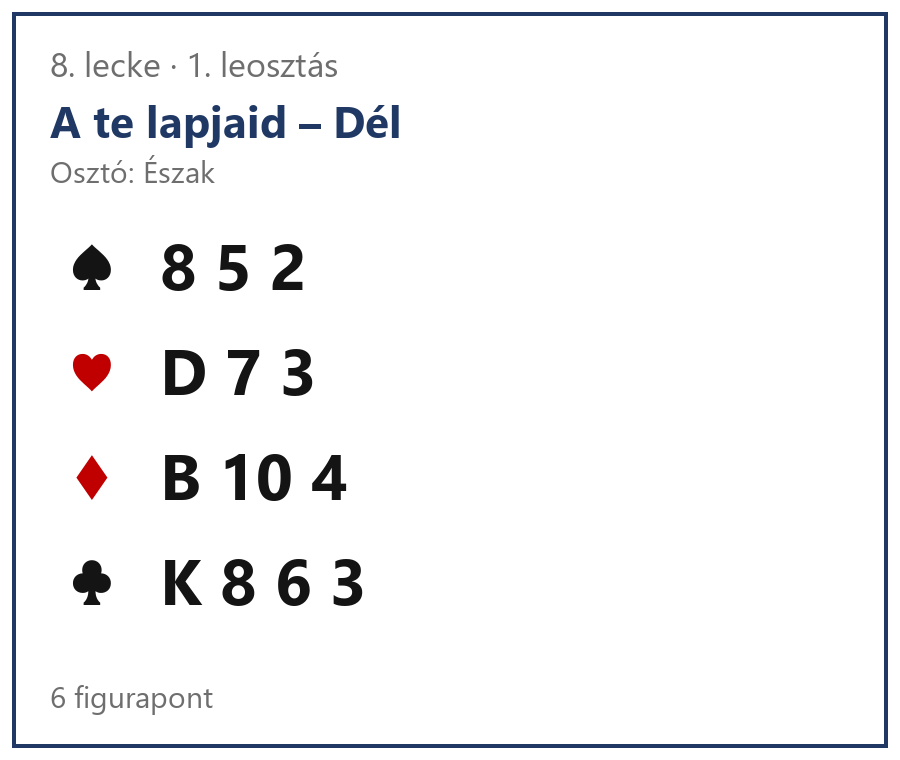 8. lecke · 1. leosztás
A te lapjaid – Dél
Osztó: Észak
♠ 8 5 2
♥ D 7 3
♦ B 10 4
♣ K 8 6 3
6 figurapont